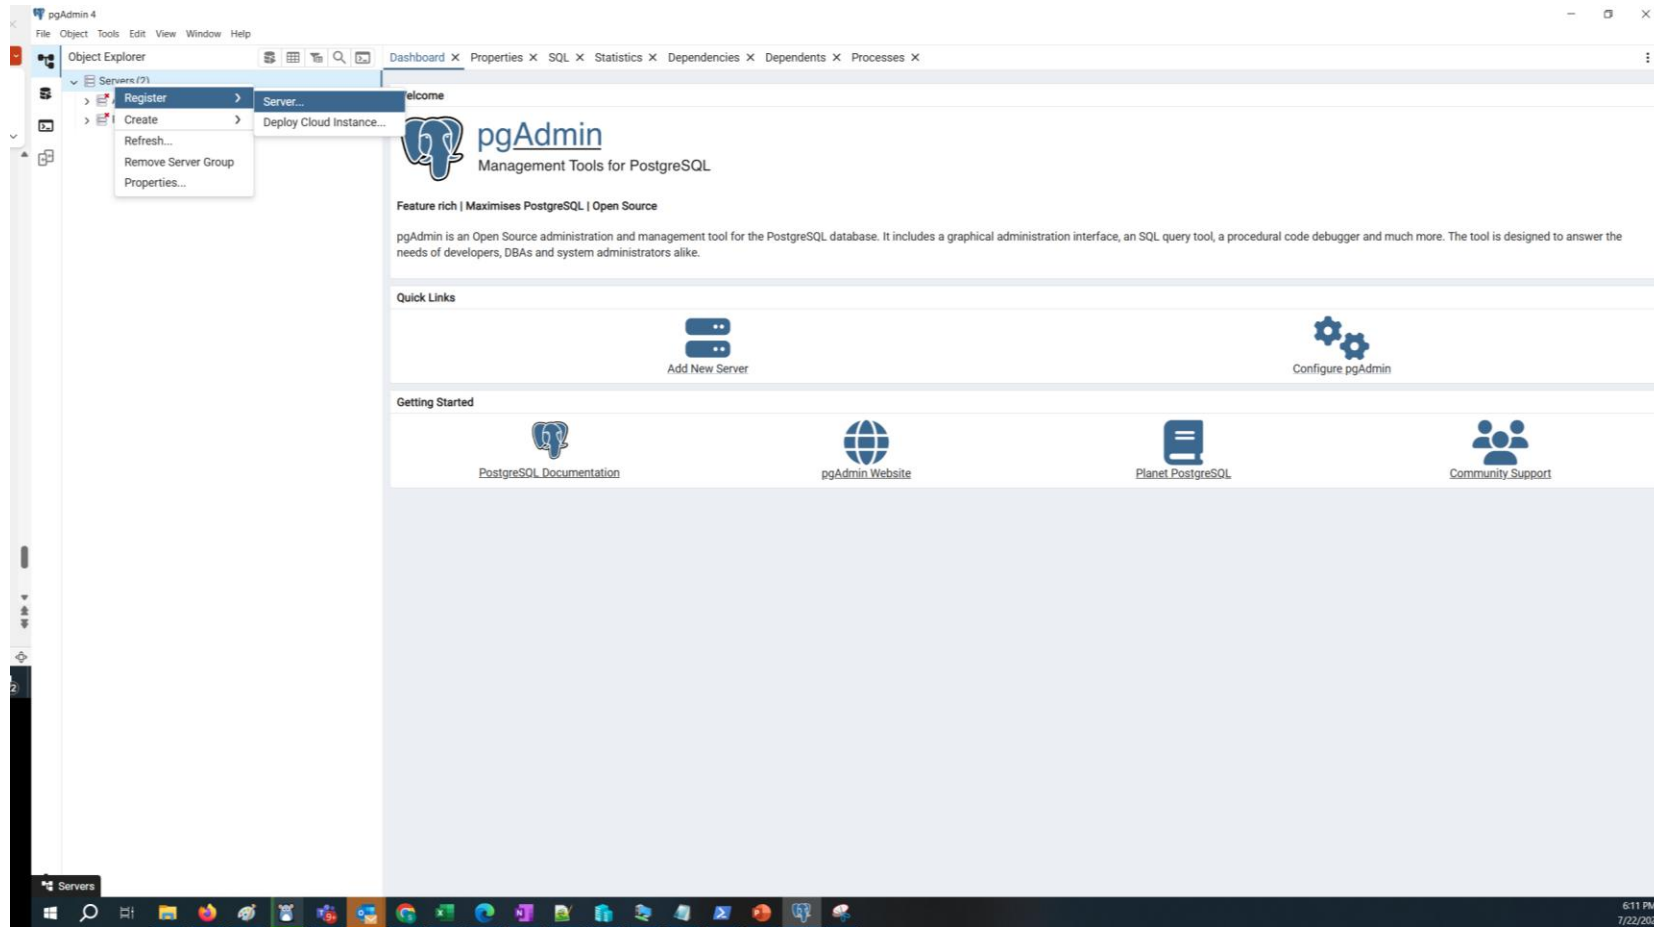 pgAdmin 4
File Object Tools Edit View Window Help
Object Explorer
Dashboard Properties SQL Statistics Dependencies Dependents Processes
Servers (2)
Register
Server...
Create
Deploy Cloud Instance...
Refresh...
Remove Server Group
Properties...
pgAdmin
Management Tools for PostgreSQL
Feature rich | Maximises PostgreSQL | Open Source
pgAdmin is an Open Source administration and management tool for the PostgreSQL database. It includes a graphical administration interface, an SQL query tool, a procedural code debugger and much more. The tool is designed to answer the
needs of developers, DBAs and system administrators alike.
Quick Links
Add New Server
Configure pgAdmin
Getting Started
PostgreSQL Documentation
pgAdmin Website
Planet PostgreSQL
Community Support
Servers
6:11 PM
7/22/202